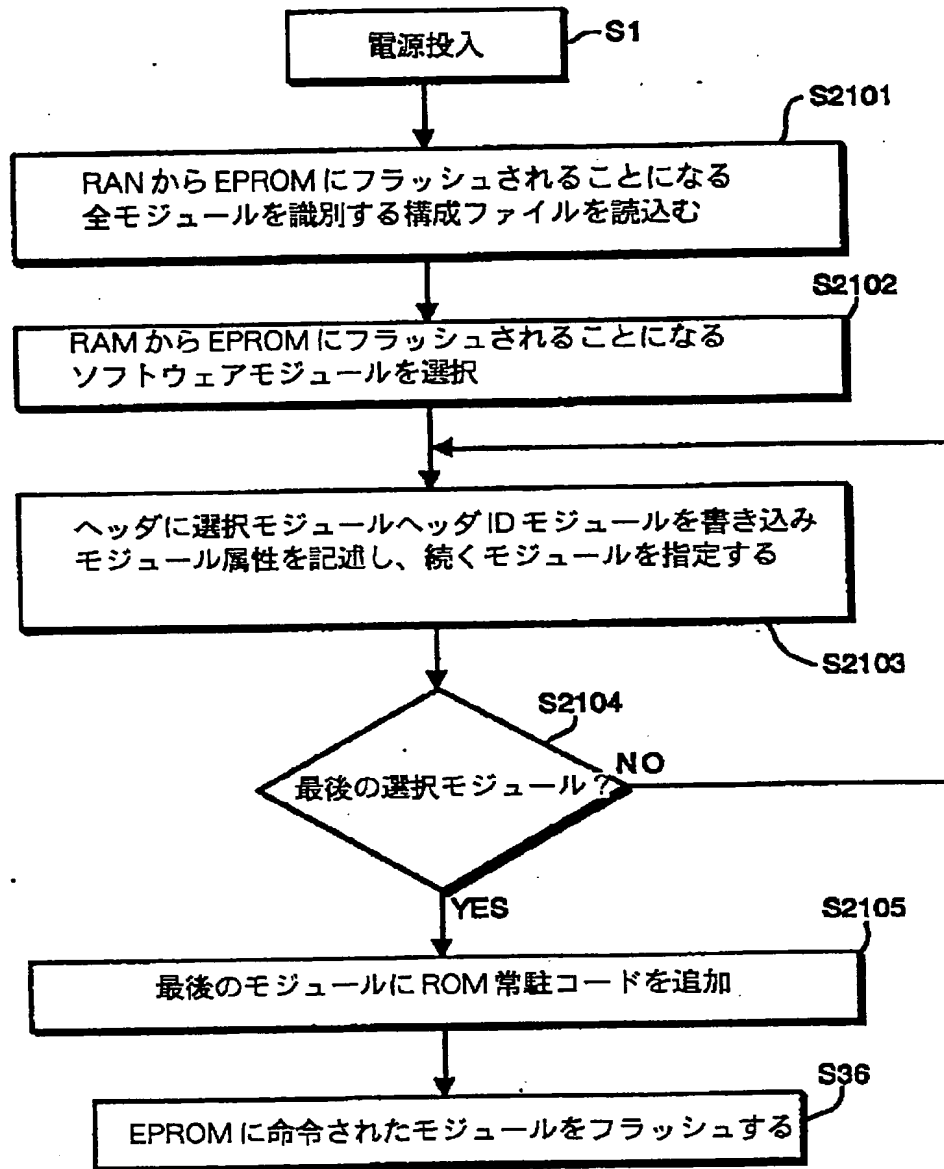 電源投入
S1
S2101
RANからEPROMにフラッシュされることになる
全モジュールを識別する構成ファイルを読込む
S2102
RAMからEPROMにフラッシュされることになる
ソフトウェアモジュールを選択
ヘッダに選択モジュールヘッダIDモジュールを書き込み
モジュール属性を記述し、続くモジュールを指定する
S2103
S2104
最後の選択モジュール?
NO
YES
S2105
最後のモジュールにROM常駐コードを追加
S36
EPROMに命令されたモジュールをフラッシュする